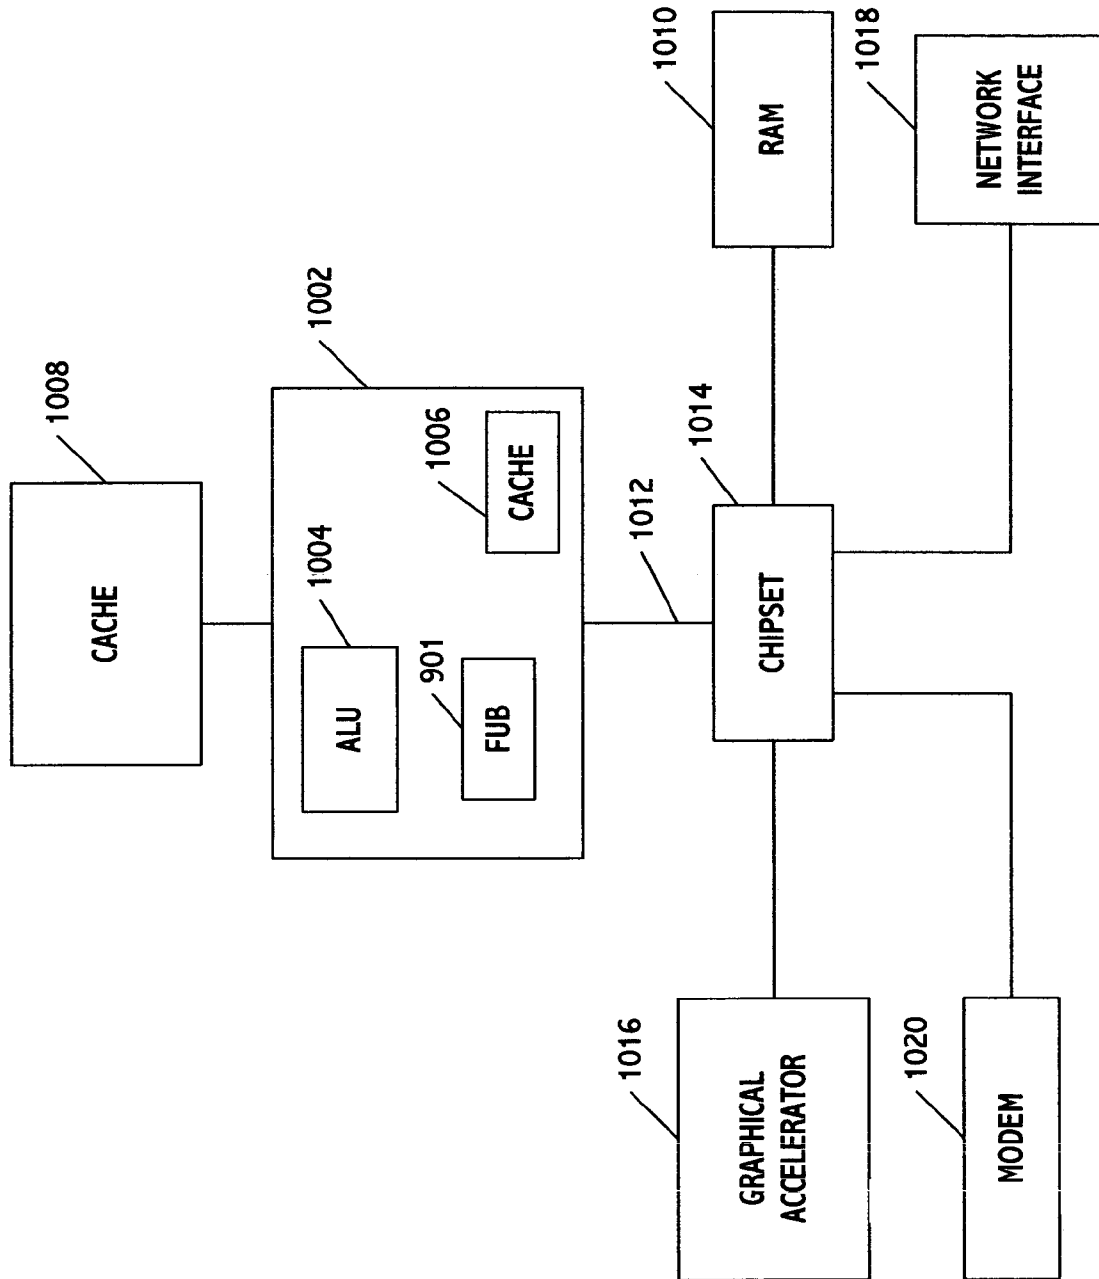 1008
CACHE
1002
1004
ALU
901
FUB
1006
CACHE
1012
1014
CHIPSET
1010
RAM
1016
GRAPHICAL
ACCELERATOR
1018
NETWORK
INTERFACE
1020
MODEM